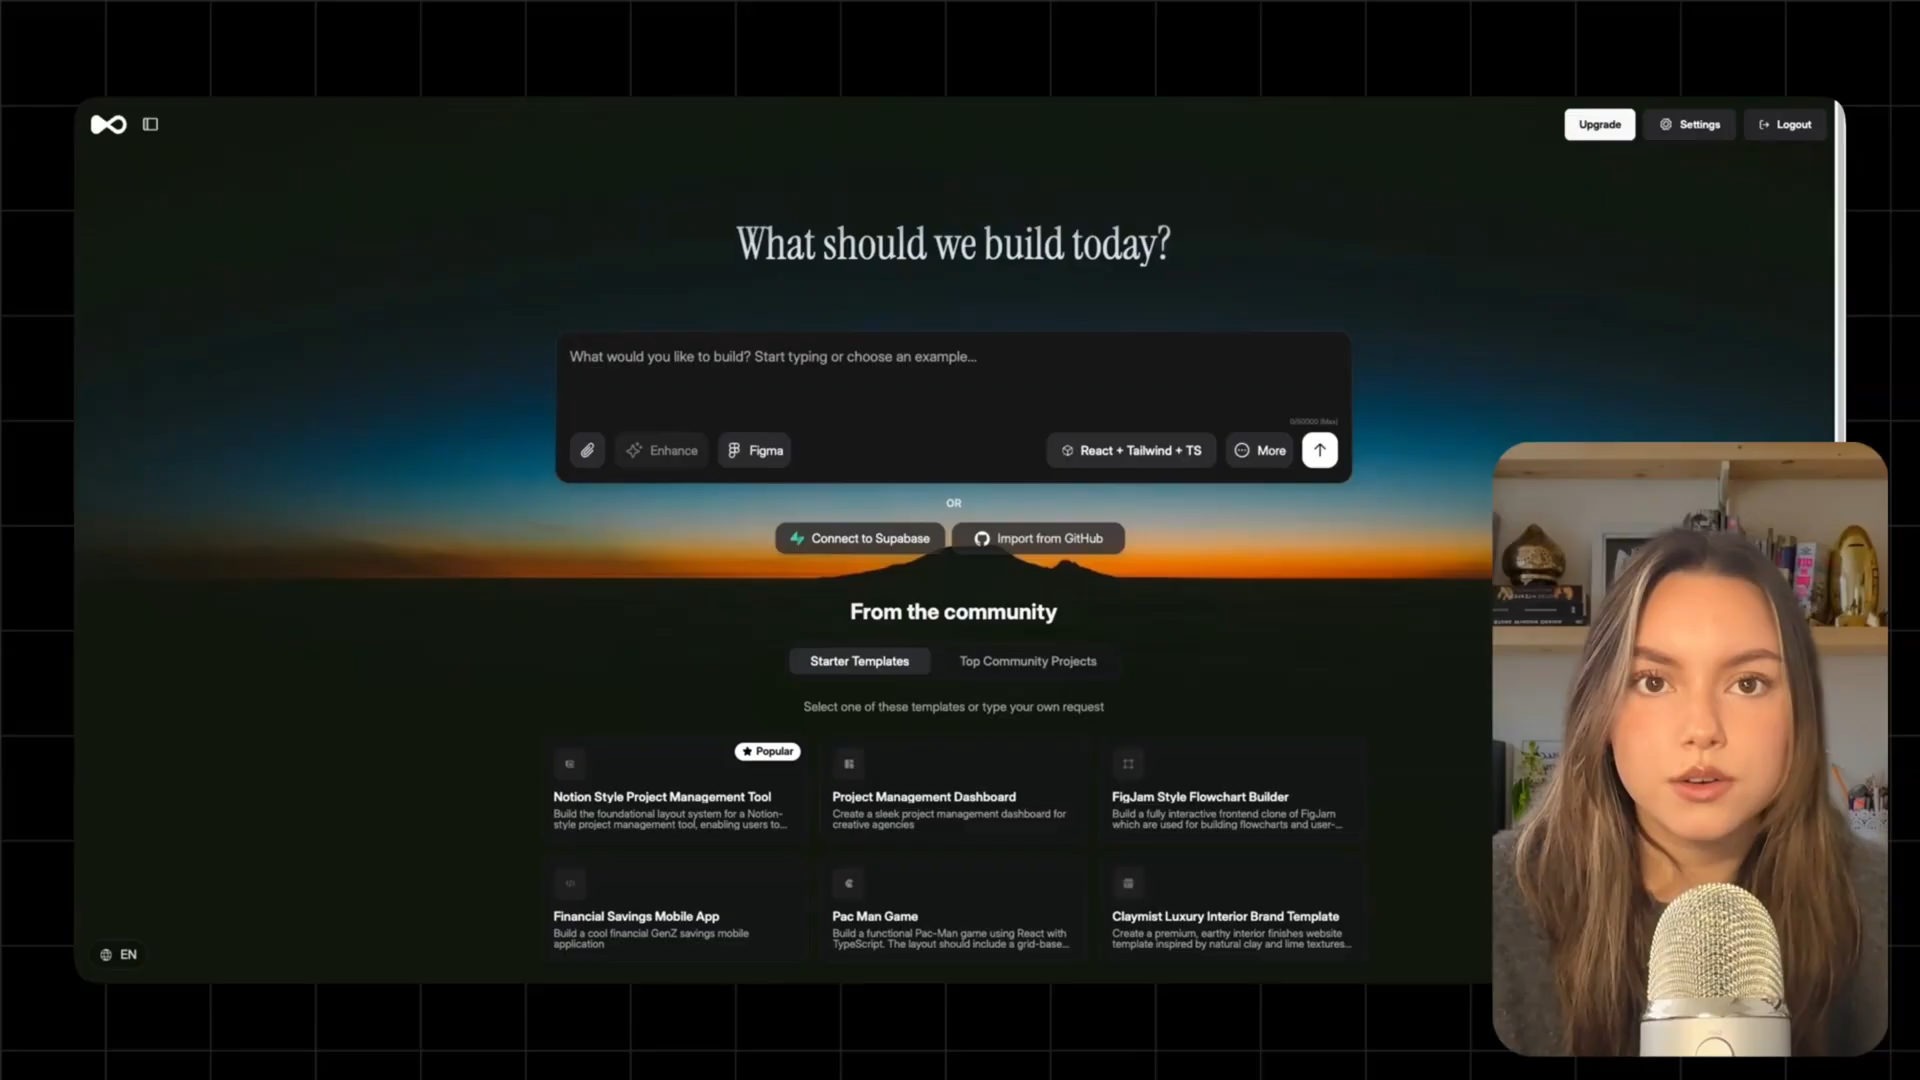 Upgrade
Settings
Logout
What should we build today?
What would you like to build? Start typing or choose an example...
0/50000 (Max)
Enhance
Figma
React + Tailwind + TS
More
OR
Connect to Supabase
Import from GitHub
From the community
Starter Templates
Top Community Projects
Select one of these templates or type your own request
Popular
Notion Style Project Management Tool
Build the foundational layout system for a Notion-
style project management tool, enabling users to...
Project Management Dashboard
Create a sleek project management dashboard for
creative agencies
FigJam Style Flowchart Builder
Build a fully interactive frontend clone of FigJam
which are used for building flowcharts and user-...
Financial Savings Mobile App
Build a cool financial GenZ savings mobile
application
Pac Man Game
Build a functional Pac-Man game using React with
TypeScript. The layout should include a grid-base...
Claymist Luxury Interior Brand Template
Create a premium, earthy interior finishes website
template inspired by natural clay and lime textures...
EN